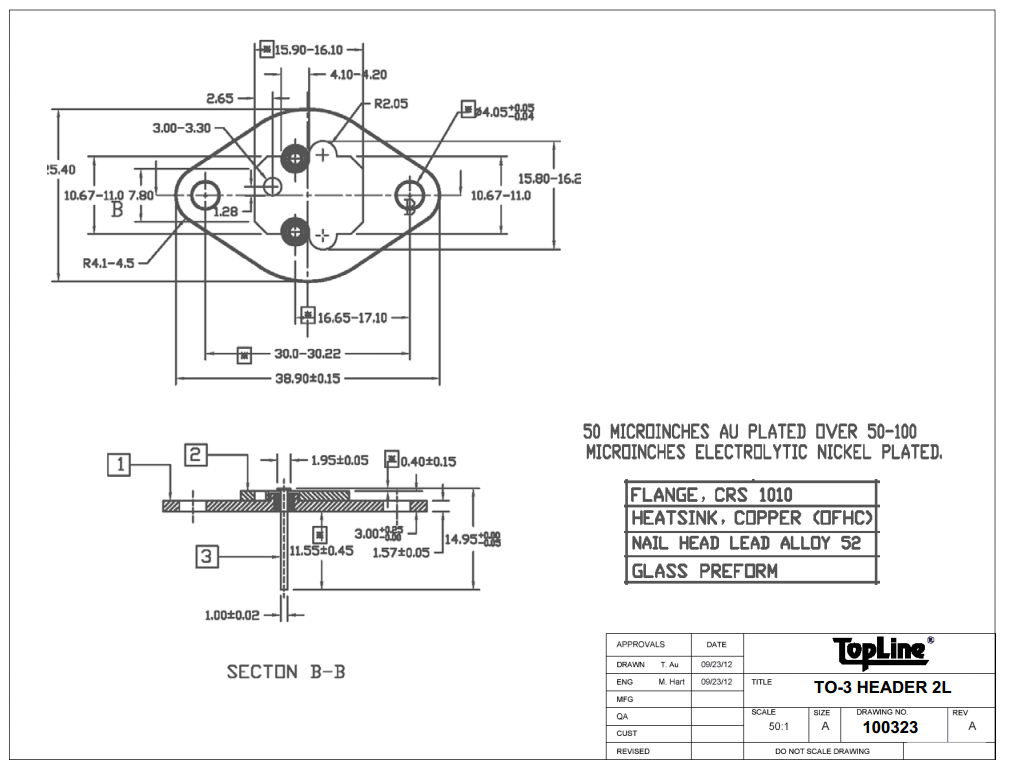 15.90-16.10
4.10-4.20
2.65
R2.05
ø4.05+0.05-0.04
3.00-3.30
5.40
15.80-16.2
10.67-11.0 7.80
10.67-11.0
B
B
1.28
R4.1-4.5
16.65-17.10
30.0-30.22
38.90±0.15
50 MICROINCHES AU PLATED OVER 50-100
MICROINCHES ELECTROLYTIC NICKEL PLATED.
1
2
1.95±0.05
0.40±0.15
FLANGE, CRS 1010
HEATSINK, COPPER (OFHC)
NAIL HEAD LEAD ALLOY 52
GLASS PREFORM
3
11.55±0.45
3.00+0.25-0.00
1.57±0.05
14.95+0.00-0.05
1.00±0.02
SECTON B-B
TopLine®
APPROVALS DATE
DRAWN T. Au 09/23/12
ENG M. Hart 09/23/12
MFG
QA
CUST
REVISED
TITLE
TO-3 HEADER 2L
SCALE
50:1
SIZE
A
DRAWING NO.
100323
REV
A
DO NOT SCALE DRAWING